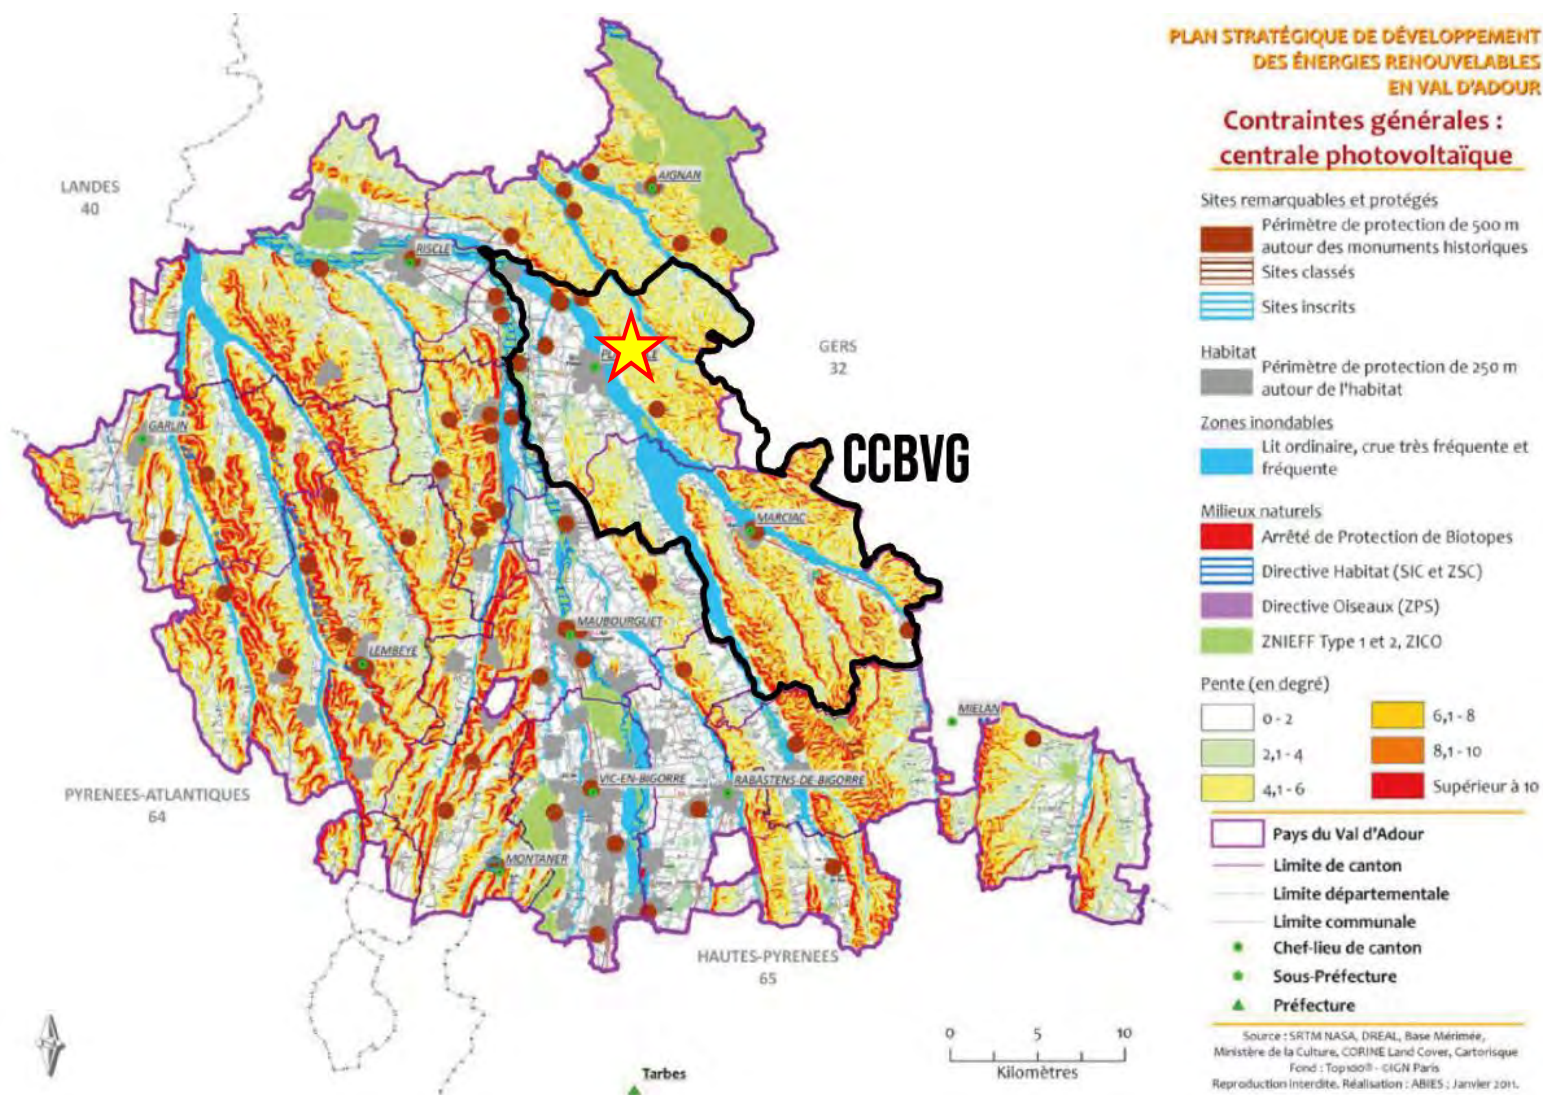 PLAN STRATÉGIQUE DE DÉVELOPPEMENT
DES ÉNERGIES RENOUVELABLES
EN VAL D'ADOUR
Contraintes générales :
centrale photovoltaïque
Sites remarquables et protégés
Périmètre de protection de 500 m
autour des monuments historiques
Sites classés
Sites inscrits
Habitat
Périmètre de protection de 250 m
autour de l'habitat
Zones inondables
Lit ordinaire, crue très fréquente et
fréquente
Milieux naturels
Arrêté de Protection de Biotopes
Directive Habitat (SIC et ZSC)
Directive Oiseaux (ZPS)
ZNIEFF Type 1 et 2, ZICO
Pente (en degré)
0 - 2
6,1 - 8
2,1 - 4
8,1 - 10
4,1 - 6
Supérieur à 10
Pays du Val d'Adour
Limite de canton
Limite départementale
Limite communale
Chef-lieu de canton
Sous-Préfecture
Préfecture
Source : SRTM NASA, DREAL, Base Mérimée,
Ministère de la Culture, CORINE Land Cover, Cartorisque
Fond : Top100® - ©IGN Paris
Reproduction interdite. Réalisation : ABIES ; Janvier 2011.
LANDES
40
AIGNAN
RISCLE
GERS
32
GARLIN
CCBVG
MARCIAC
MAUBOURGUET
LEMBEYE
MIELAN
PYRENEES-ATLANTIQUES
64
VIC-EN-BIGORRE
RABASTENS-DE-BIGORRE
MONTANER
HAUTES-PYRENEES
65
0 5 10
Kilomètres
Tarbes